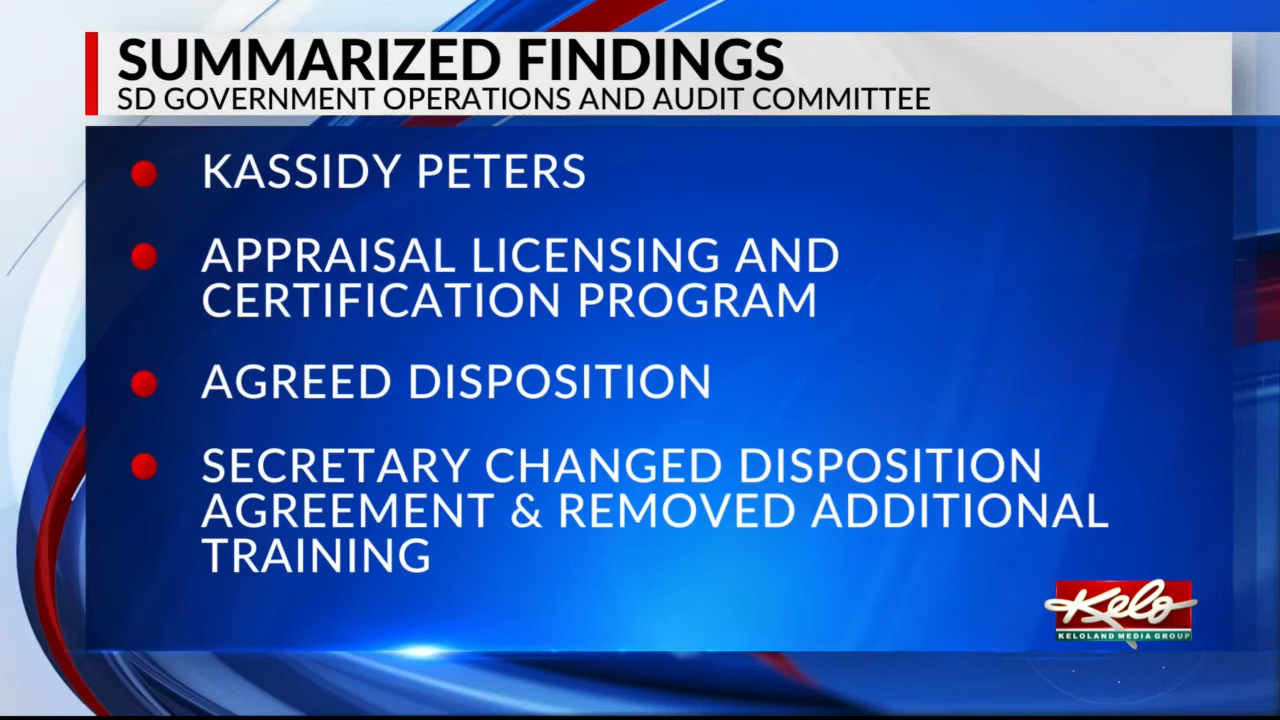 SUMMARIZED FINDINGS
SD GOVERNMENT OPERATIONS AND AUDIT COMMITTEE
KASSIDY PETERS
APPRAISAL LICENSING AND
CERTIFICATION PROGRAM
AGREED DISPOSITION
SECRETARY CHANGED DISPOSITION
AGREEMENT & REMOVED ADDITIONAL
TRAINING
Kelo
KELOLAND MEDIA GROUP